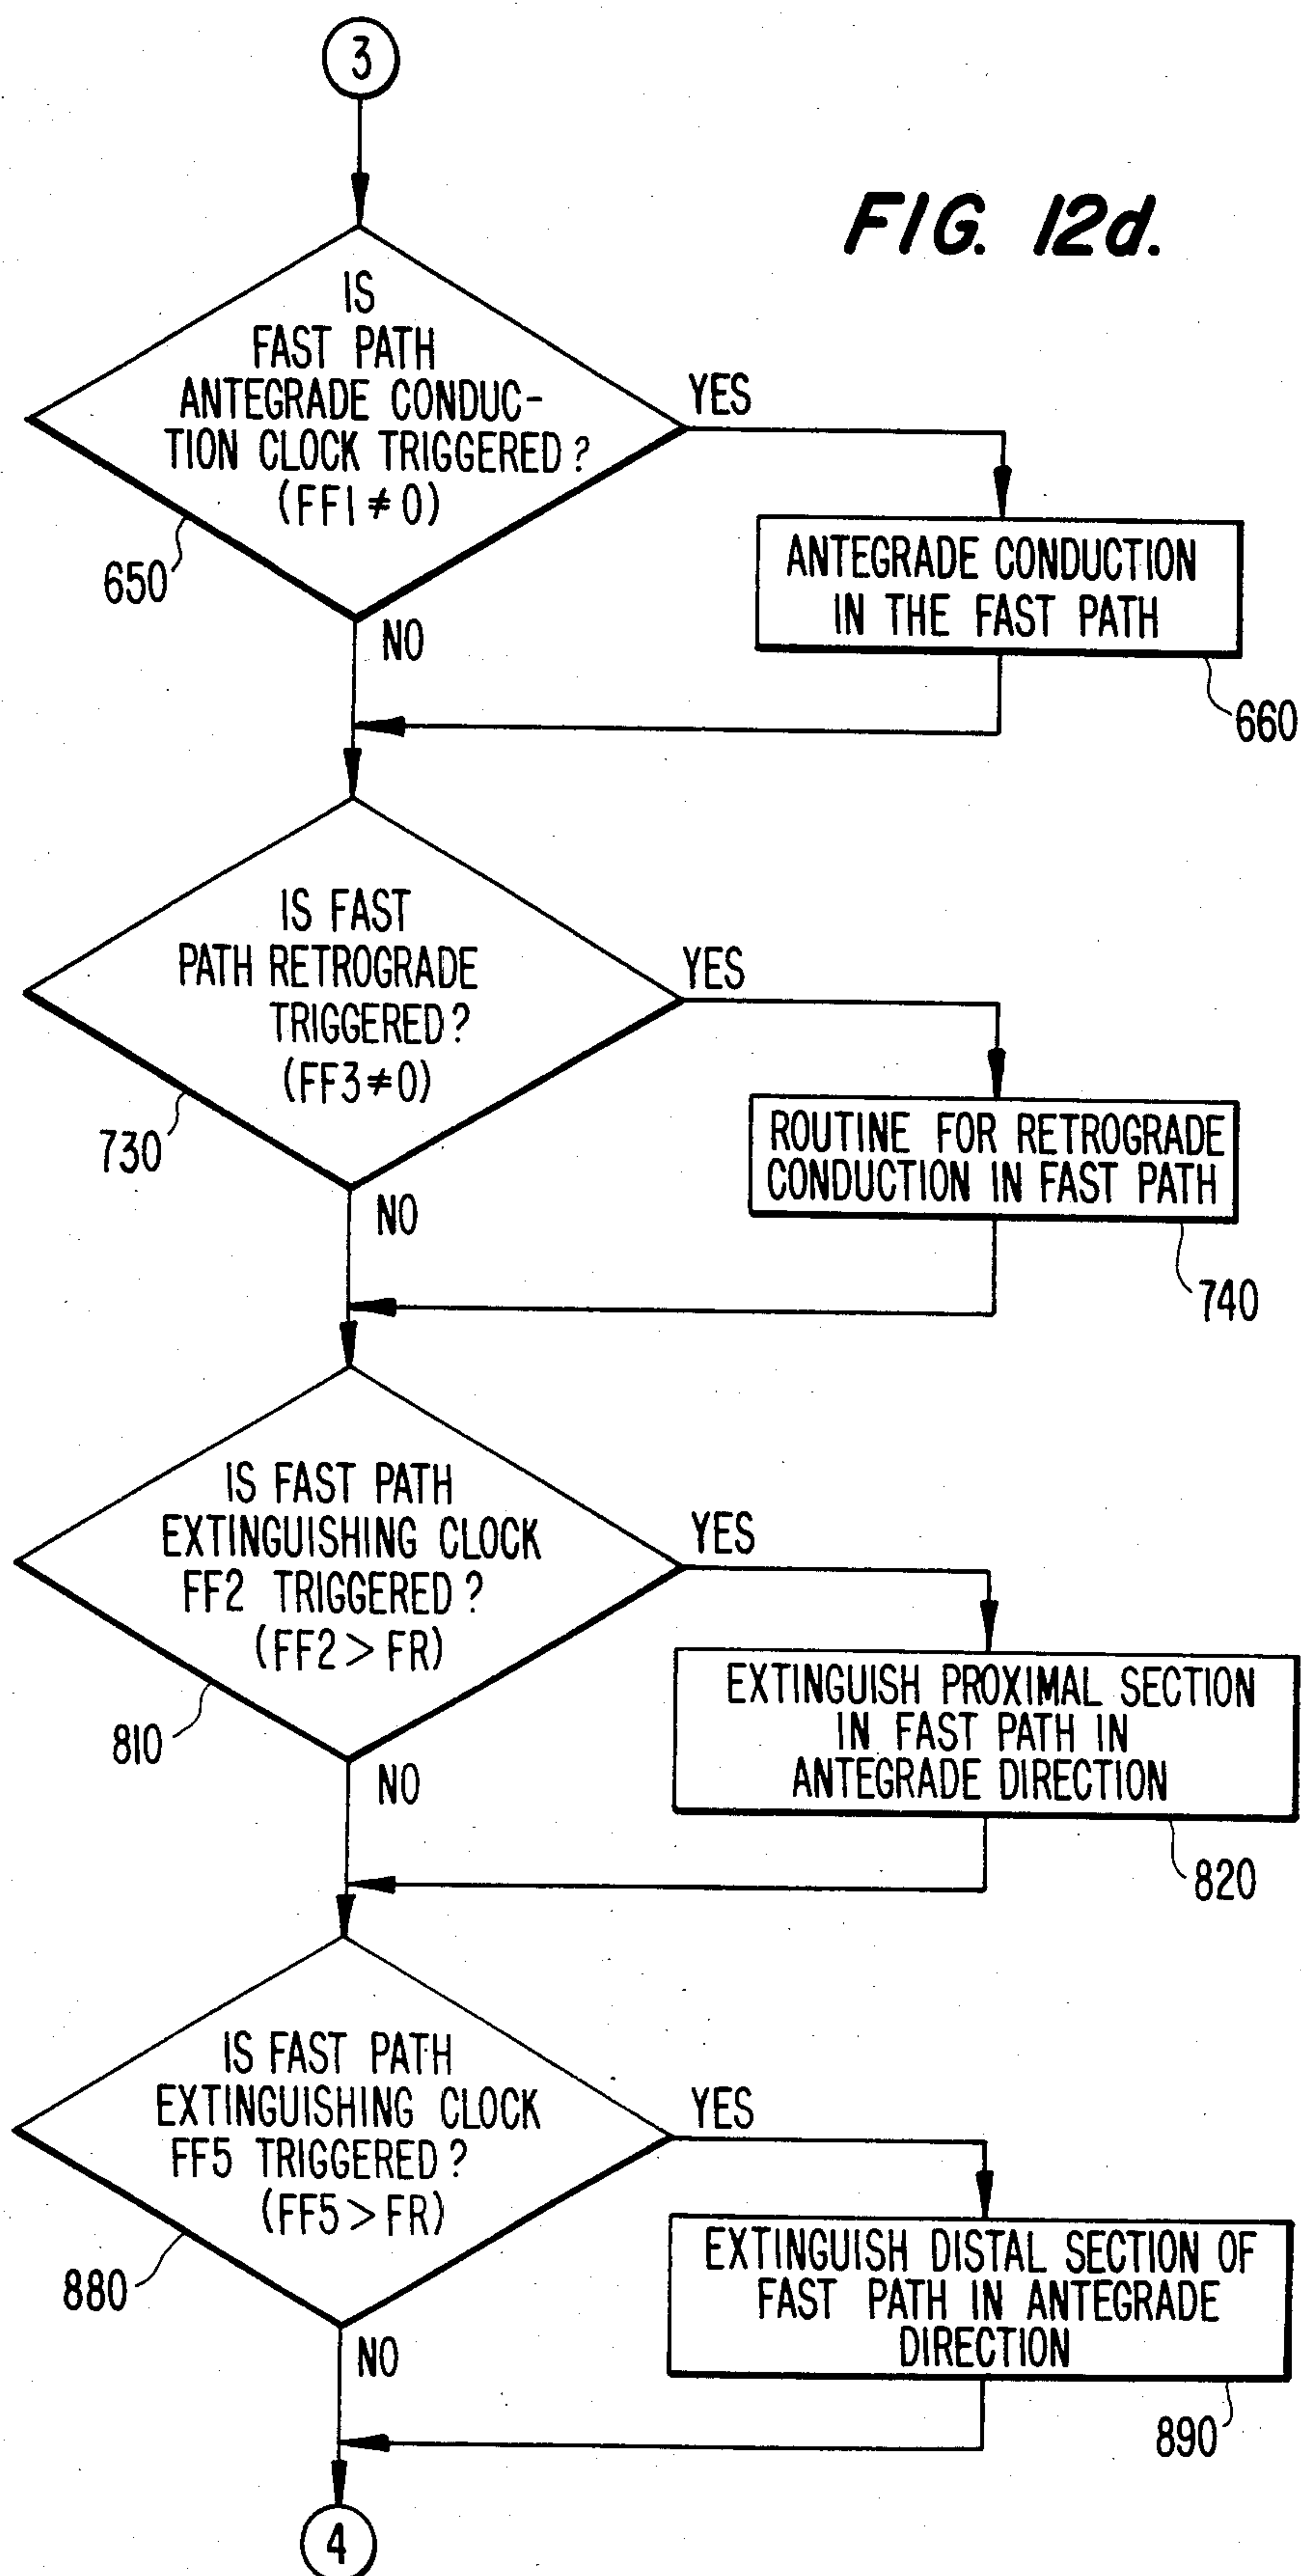 3
FIG. 12d.
IS
FAST PATH
ANTEGRADE CONDUC-
TION CLOCK TRIGGERED?
(FF1≠0)
YES
650
NO
ANTEGRADE CONDUCTION
IN THE FAST PATH
660
IS FAST
PATH RETROGRADE
TRIGGERED?
(FF3≠0)
YES
730
NO
ROUTINE FOR RETROGRADE
CONDUCTION IN FAST PATH
740
IS FAST PATH
EXTINGUISHING CLOCK
FF2 TRIGGERED?
(FF2>FR)
YES
810
NO
EXTINGUISH PROXIMAL SECTION
IN FAST PATH IN
ANTEGRADE DIRECTION
820
IS FAST PATH
EXTINGUISHING CLOCK
FF5 TRIGGERED?
(FF5>FR)
YES
880
NO
EXTINGUISH DISTAL SECTION OF
FAST PATH IN ANTEGRADE
DIRECTION
890
4